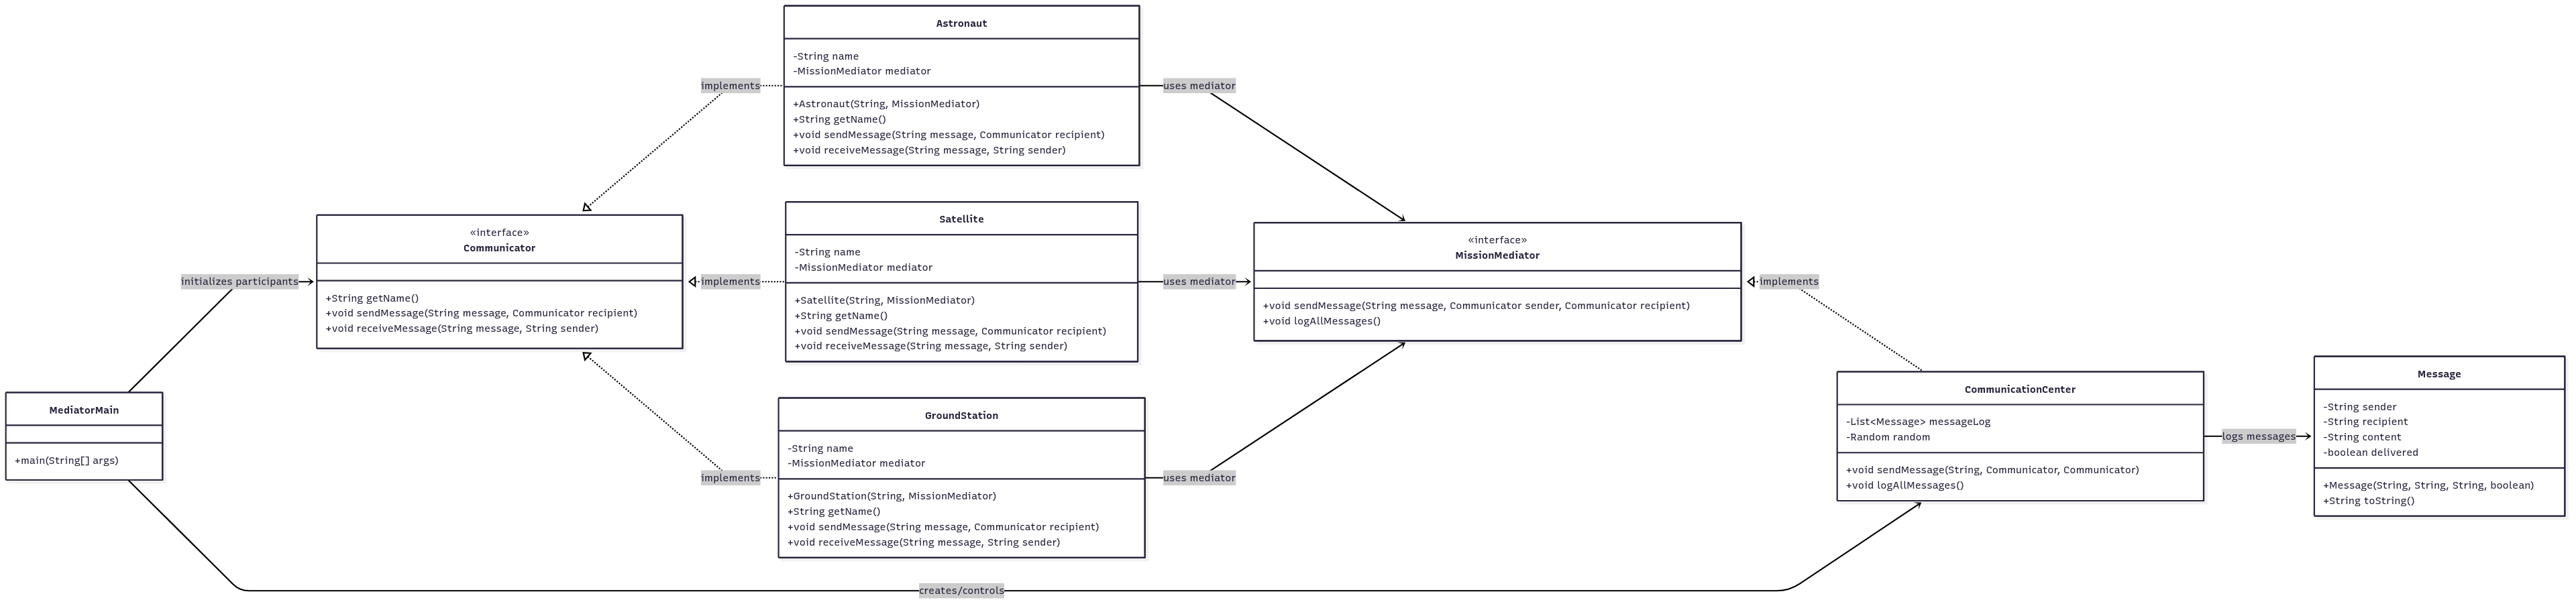 Astronaut
-String name
-MissionMediator mediator
+Astronaut(String, MissionMediator)
+String getName()
+void sendMessage(String message, Communicator recipient)
+void receiveMessage(String message, String sender)
implements
uses mediator
Satellite
-String name
-MissionMediator mediator
+Satellite(String, MissionMediator)
+String getName()
+void sendMessage(String message, Communicator recipient)
+void receiveMessage(String message, String sender)
«interface»
Communicator
+String getName()
+void sendMessage(String message, Communicator recipient)
+void receiveMessage(String message, String sender)
initializes participants
implements
uses mediator
«interface»
MissionMediator
+void sendMessage(String message, Communicator sender, Communicator recipient)
+void logAllMessages()
implements
MediatorMain
+main(String[] args)
GroundStation
-String name
-MissionMediator mediator
+GroundStation(String, MissionMediator)
+String getName()
+void sendMessage(String message, Communicator recipient)
+void receiveMessage(String message, String sender)
implements
uses mediator
CommunicationCenter
-List<Message> messageLog
-Random random
+void sendMessage(String, Communicator, Communicator)
+void logAllMessages()
logs messages
Message
-String sender
-String recipient
-String content
-boolean delivered
+Message(String, String, String, boolean)
+String toString()
creates/controls